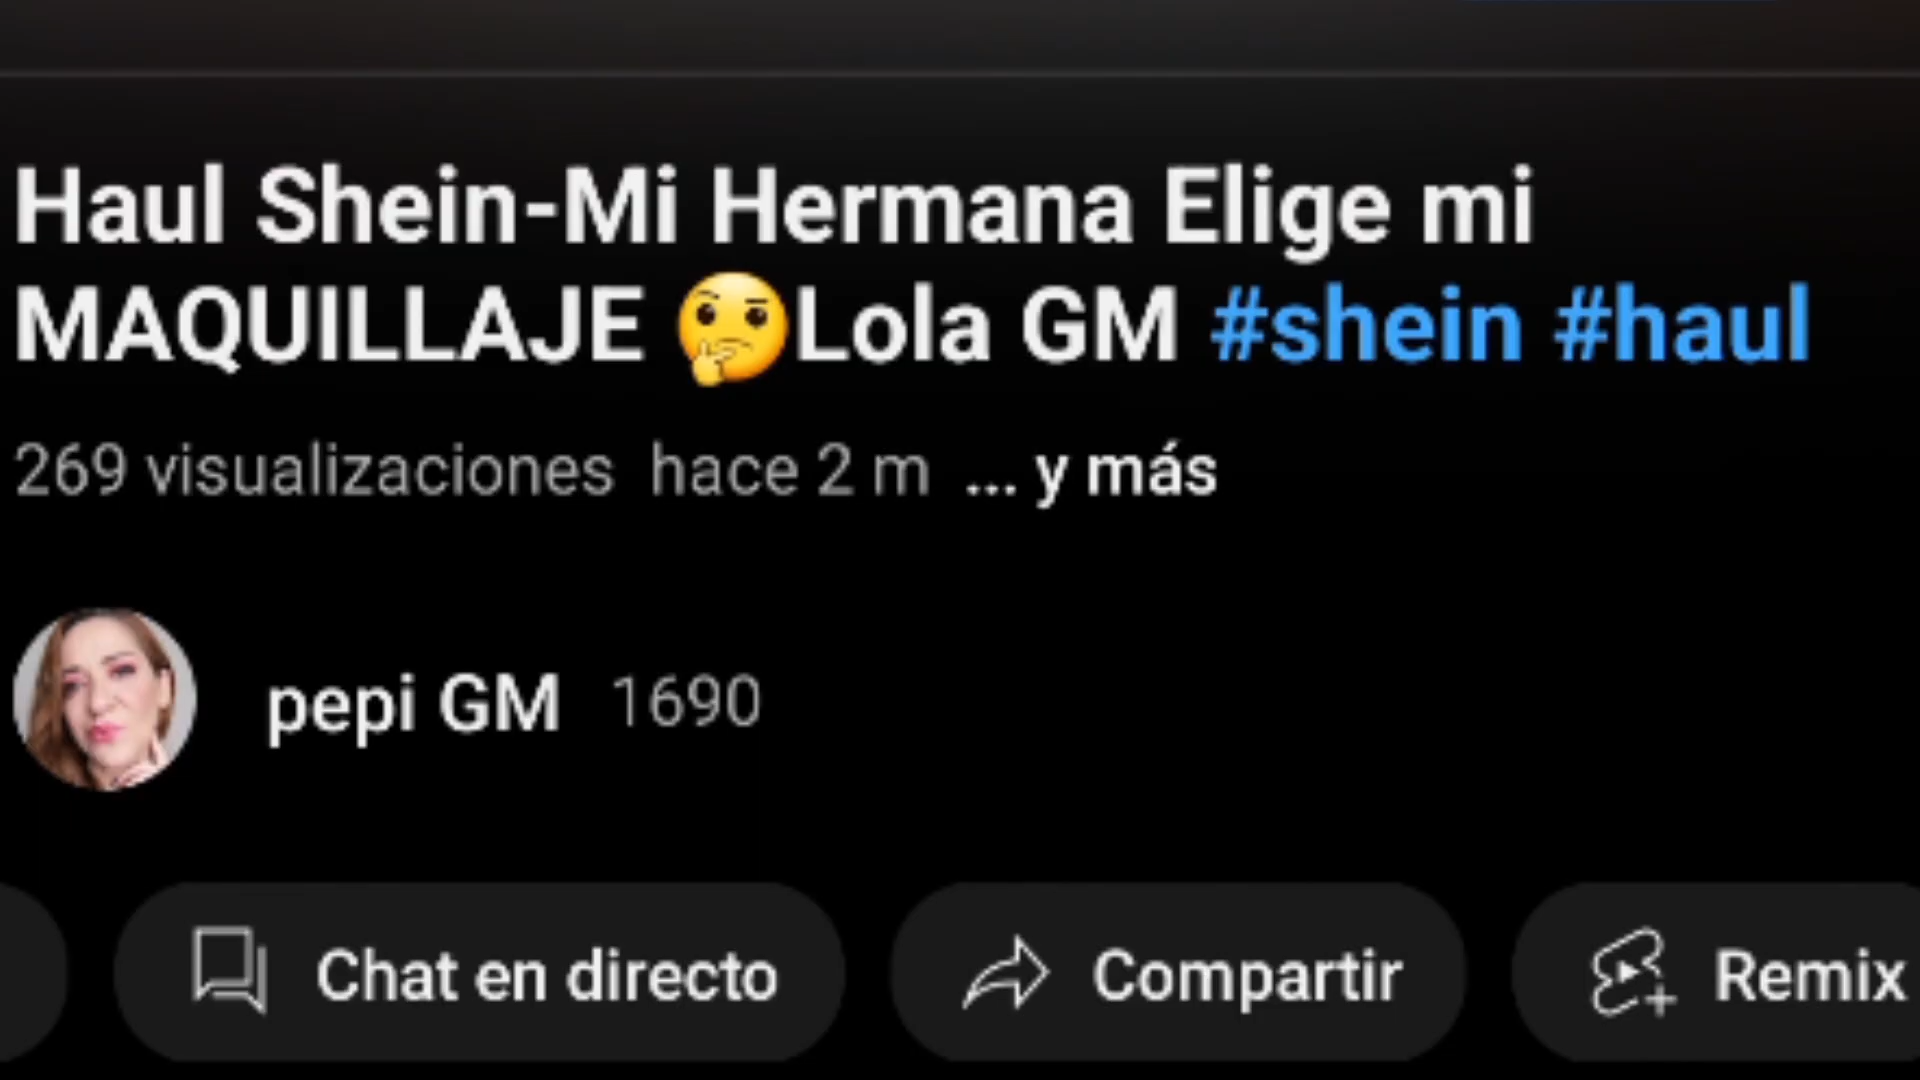 Haul Shein-Mi Hermana Elige mi
MAQUILLAJE 🤔Lola GM #shein #haul
269 visualizaciones hace 2 m ... y más
pepi GM 1690
Chat en directo Compartir Remix